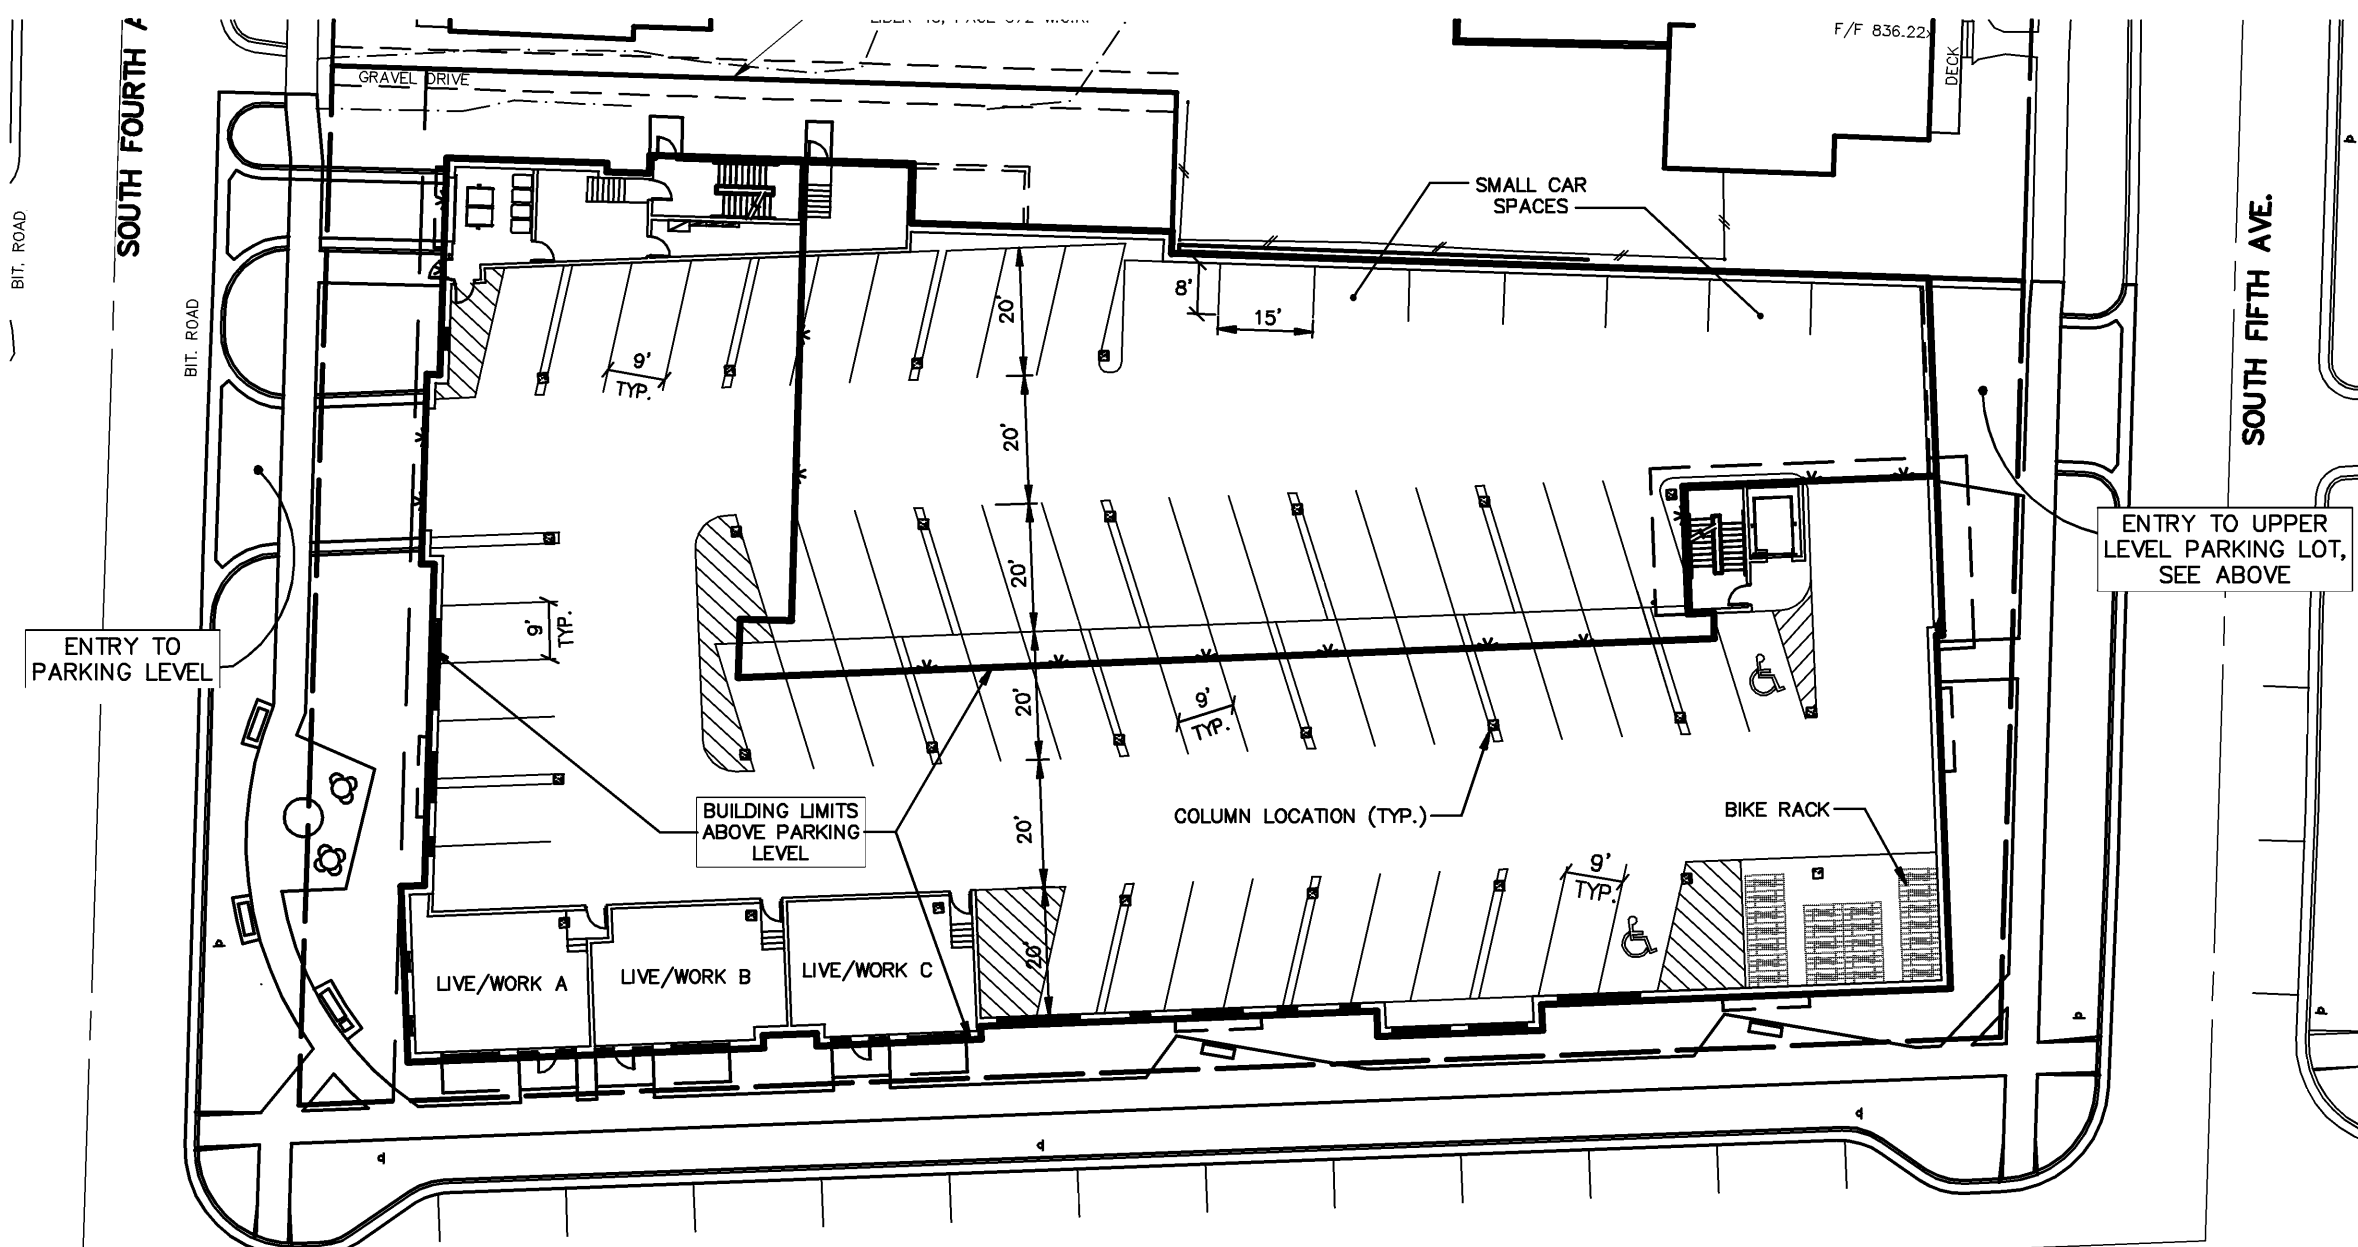 SOUTH FOURTH A
GRAVEL DRIVE
F/F 836.22
DECK
BIT. ROAD
BIT. ROAD
SMALL CAR
SPACES
SOUTH FIFTH AVE.
8'
15'
20'
9'
TYP.
20'
ENTRY TO UPPER
LEVEL PARKING LOT,
SEE ABOVE
20'
9'
TYP.
ENTRY TO
PARKING LEVEL
20'
9'
TYP.
BUILDING LIMITS
ABOVE PARKING
LEVEL
20'
COLUMN LOCATION (TYP.)
BIKE RACK
9'
TYP.
20'
LIVE/WORK A
LIVE/WORK B
LIVE/WORK C